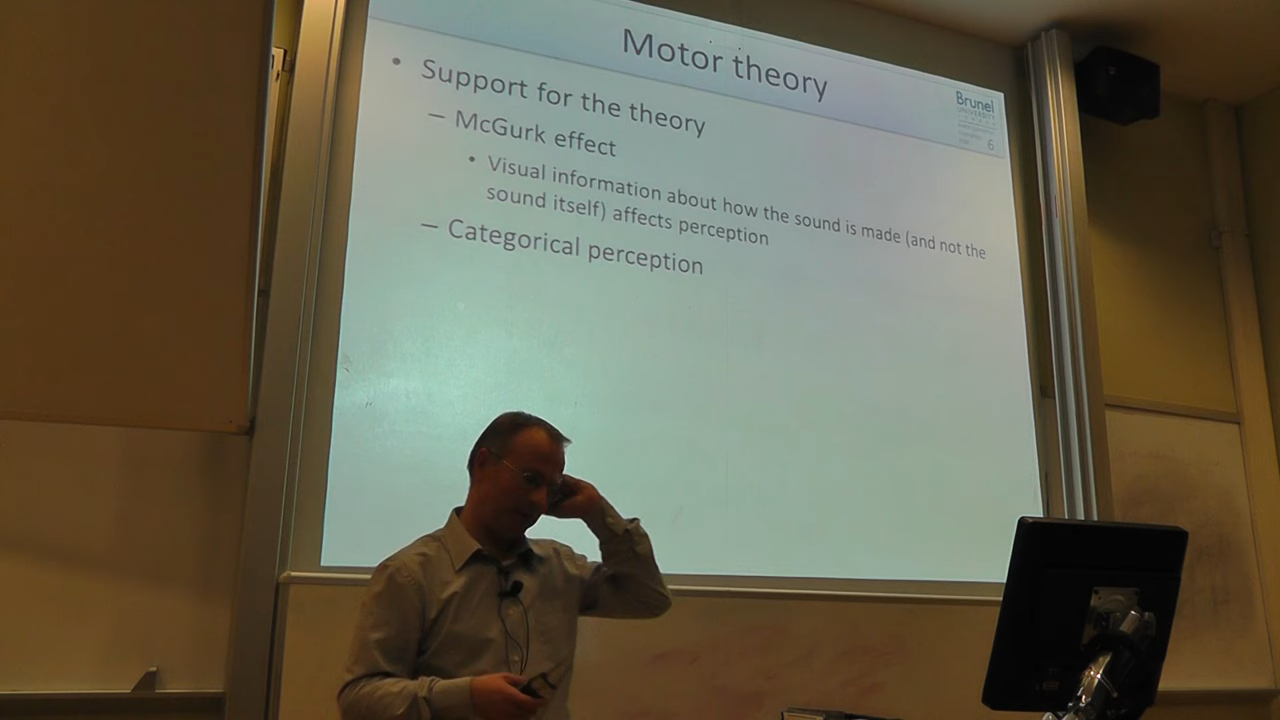 Motor theory
• Support for the theory
– McGurk effect
• Visual information about how the sound is made (and not the
sound itself) affects perception
– Categorical perception
Brunel
UNIVERSITY
6